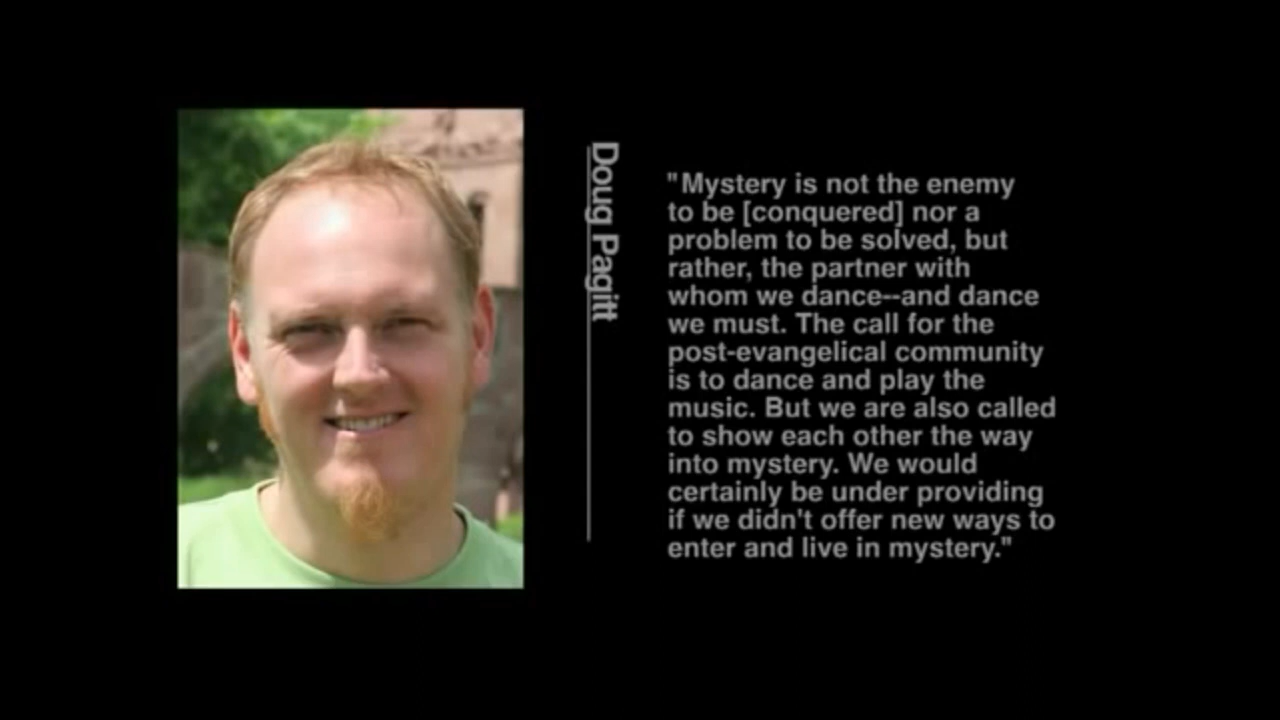 Doug Pagitt
"Mystery is not the enemy
to be [conquered] nor a
problem to be solved, but
rather, the partner with
whom we dance--and dance
we must. The call for the
post-evangelical community
is to dance and play the
music. But we are also called
to show each other the way
into mystery. We would
certainly be under providing
if we didn't offer new ways to
enter and live in mystery."